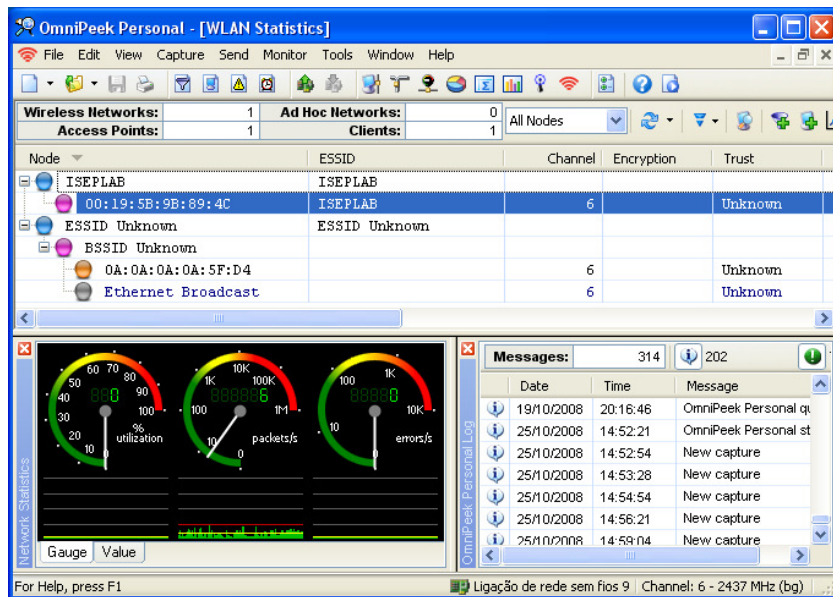 OmniPeek Personal - [WLAN Statistics]
File Edit View Capture Send Monitor Tools Window Help
Wireless Networks: 1 Ad Hoc Networks: 0
Access Points: 1 Clients: 1
All Nodes
Node ESSID Channel Encryption Trust
ISEPLAB ISEPLAB
00:19:5B:9B:89:4C ISEPLAB 6 Unknown
ESSID Unknown ESSID Unknown
BSSID Unknown
0A:0A:0A:0A:5F:D4 6 Unknown
Ethernet Broadcast 6 Unknown
Network Statistics
0 10 20 30 40 50 60 70 80 90 100
0
% utilization
0 10 100 1K 10K 100K 1M
6
packets/s
0 10 100 1K 10K
0
errors/s
Gauge Value
OmniPeek Personal Log
Messages: 314 202
Date Time Message
19/10/2008 20:16:46 OmniPeek Personal qu
25/10/2008 14:52:21 OmniPeek Personal st
25/10/2008 14:52:54 New capture
25/10/2008 14:53:28 New capture
25/10/2008 14:54:54 New capture
25/10/2008 14:56:21 New capture
25/10/2008 14:59:04 New capture
For Help, press F1
Ligação de rede sem fios 9 Channel: 6 - 2437 MHz (bg)